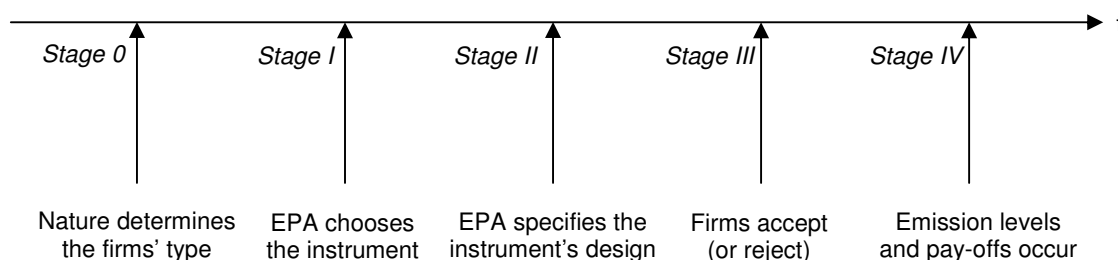 Stage 0
Stage I
Stage II
Stage III
Stage IV
Nature determines
the firms' type
EPA chooses
the instrument
EPA specifies the
instrument's design
Firms accept
(or reject)
Emission levels
and pay-offs occur